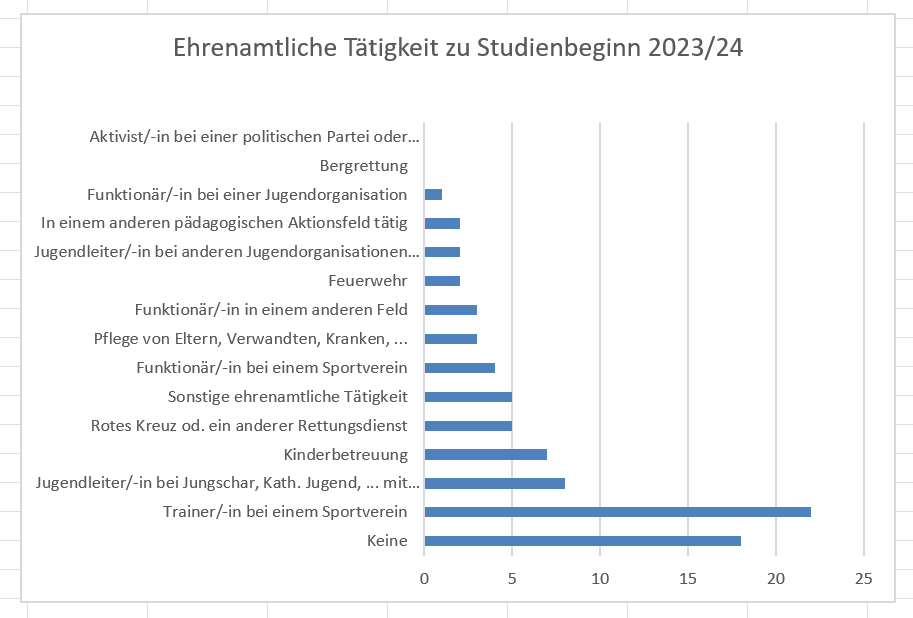 Ehrenamtliche Tätigkeit zu Studienbeginn 2023/24
Aktivist/-in bei einer politischen Partei oder…
Bergrettung
Funktionär/-in bei einer Jugendorganisation
In einem anderen pädagogischen Aktionsfeld tätig
Jugendleiter/-in bei anderen Jugendorganisationen…
Feuerwehr
Funktionär/-in in einem anderen Feld
Pflege von Eltern, Verwandten, Kranken, ...
Funktionär/-in bei einem Sportverein
Sonstige ehrenamtliche Tätigkeit
Rotes Kreuz od. ein anderer Rettungsdienst
Kinderbetreuung
Jugendleiter/-in bei Jungschar, Kath. Jugend, ... mit…
Trainer/-in bei einem Sportverein
Keine
0 5 10 15 20 25